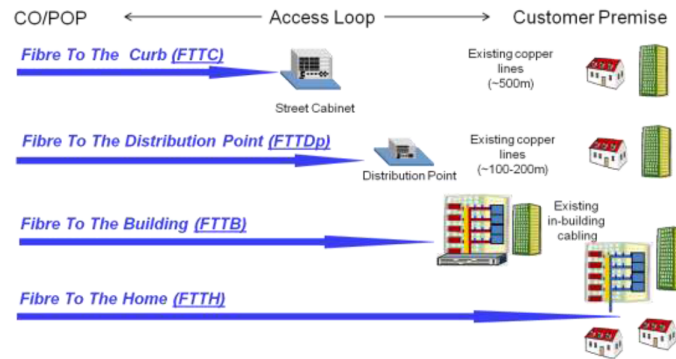 CO/POP
Access Loop
Customer Premise
Fibre To The Curb (FTTC)
Existing copper
lines
(~500m)
Street Cabinet
Fibre To The Distribution Point (FTTDp)
Existing copper
lines
(~100-200m)
Distribution Point
Existing
in-building
cabling
Fibre To The Building (FTTB)
Fibre To The Home (FTTH)